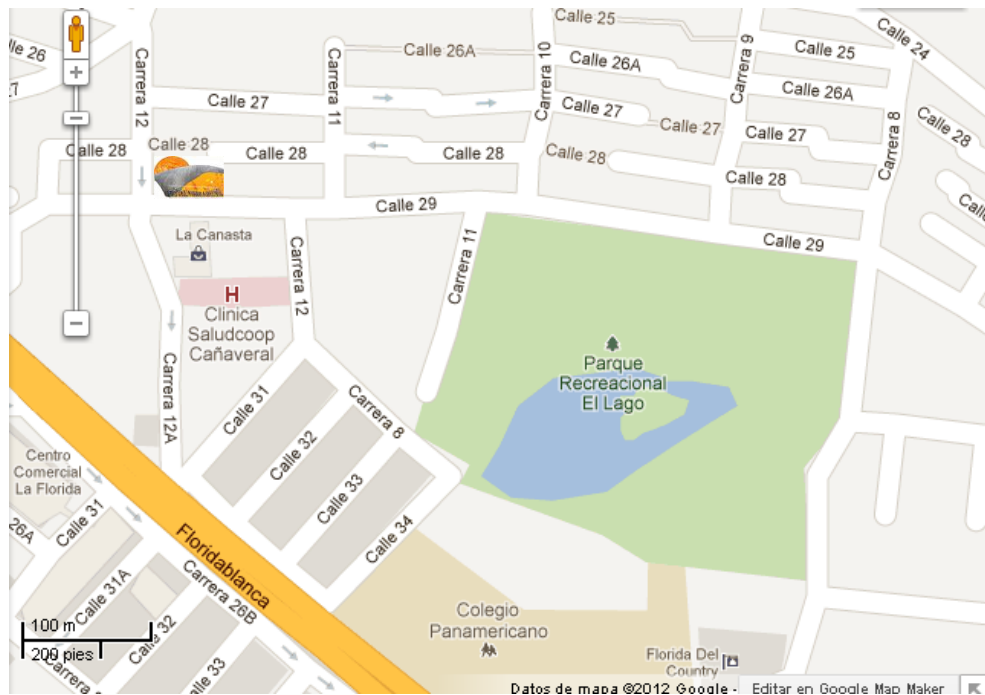 Calle 26
27
Carrera 12
Calle 26A
Carrera 11
Calle 27
Calle 28
Calle 28
Calle 28
Calle 28
Carrera 10
Calle 25
Calle 26A
Calle 27
Calle 27
Calle 28
Carrera 9
Calle 24
Calle 25
Calle 26A
Calle 27
Calle 28
Carrera 8
Calle 28
Calle 29
Calle 29
La Canasta
H
Clinica
Saludcoop
Cañaveral
Carrera 12
Carrera 11
Carrera 12A
Parque
Recreacional
El Lago
Calle 31
Carrera 8
Calle 32
Calle 33
Calle 34
Centro
Comercial
La Florida
26A
Calle 31
Floridablanca
Calle 31A
Carrera 26B
Calle 32
Calle 33
Colegio
Panamericano
Florida Del
Country
100 m
200 pies
Datos de mapa ©2012 Google -
Editar en Google Map Maker